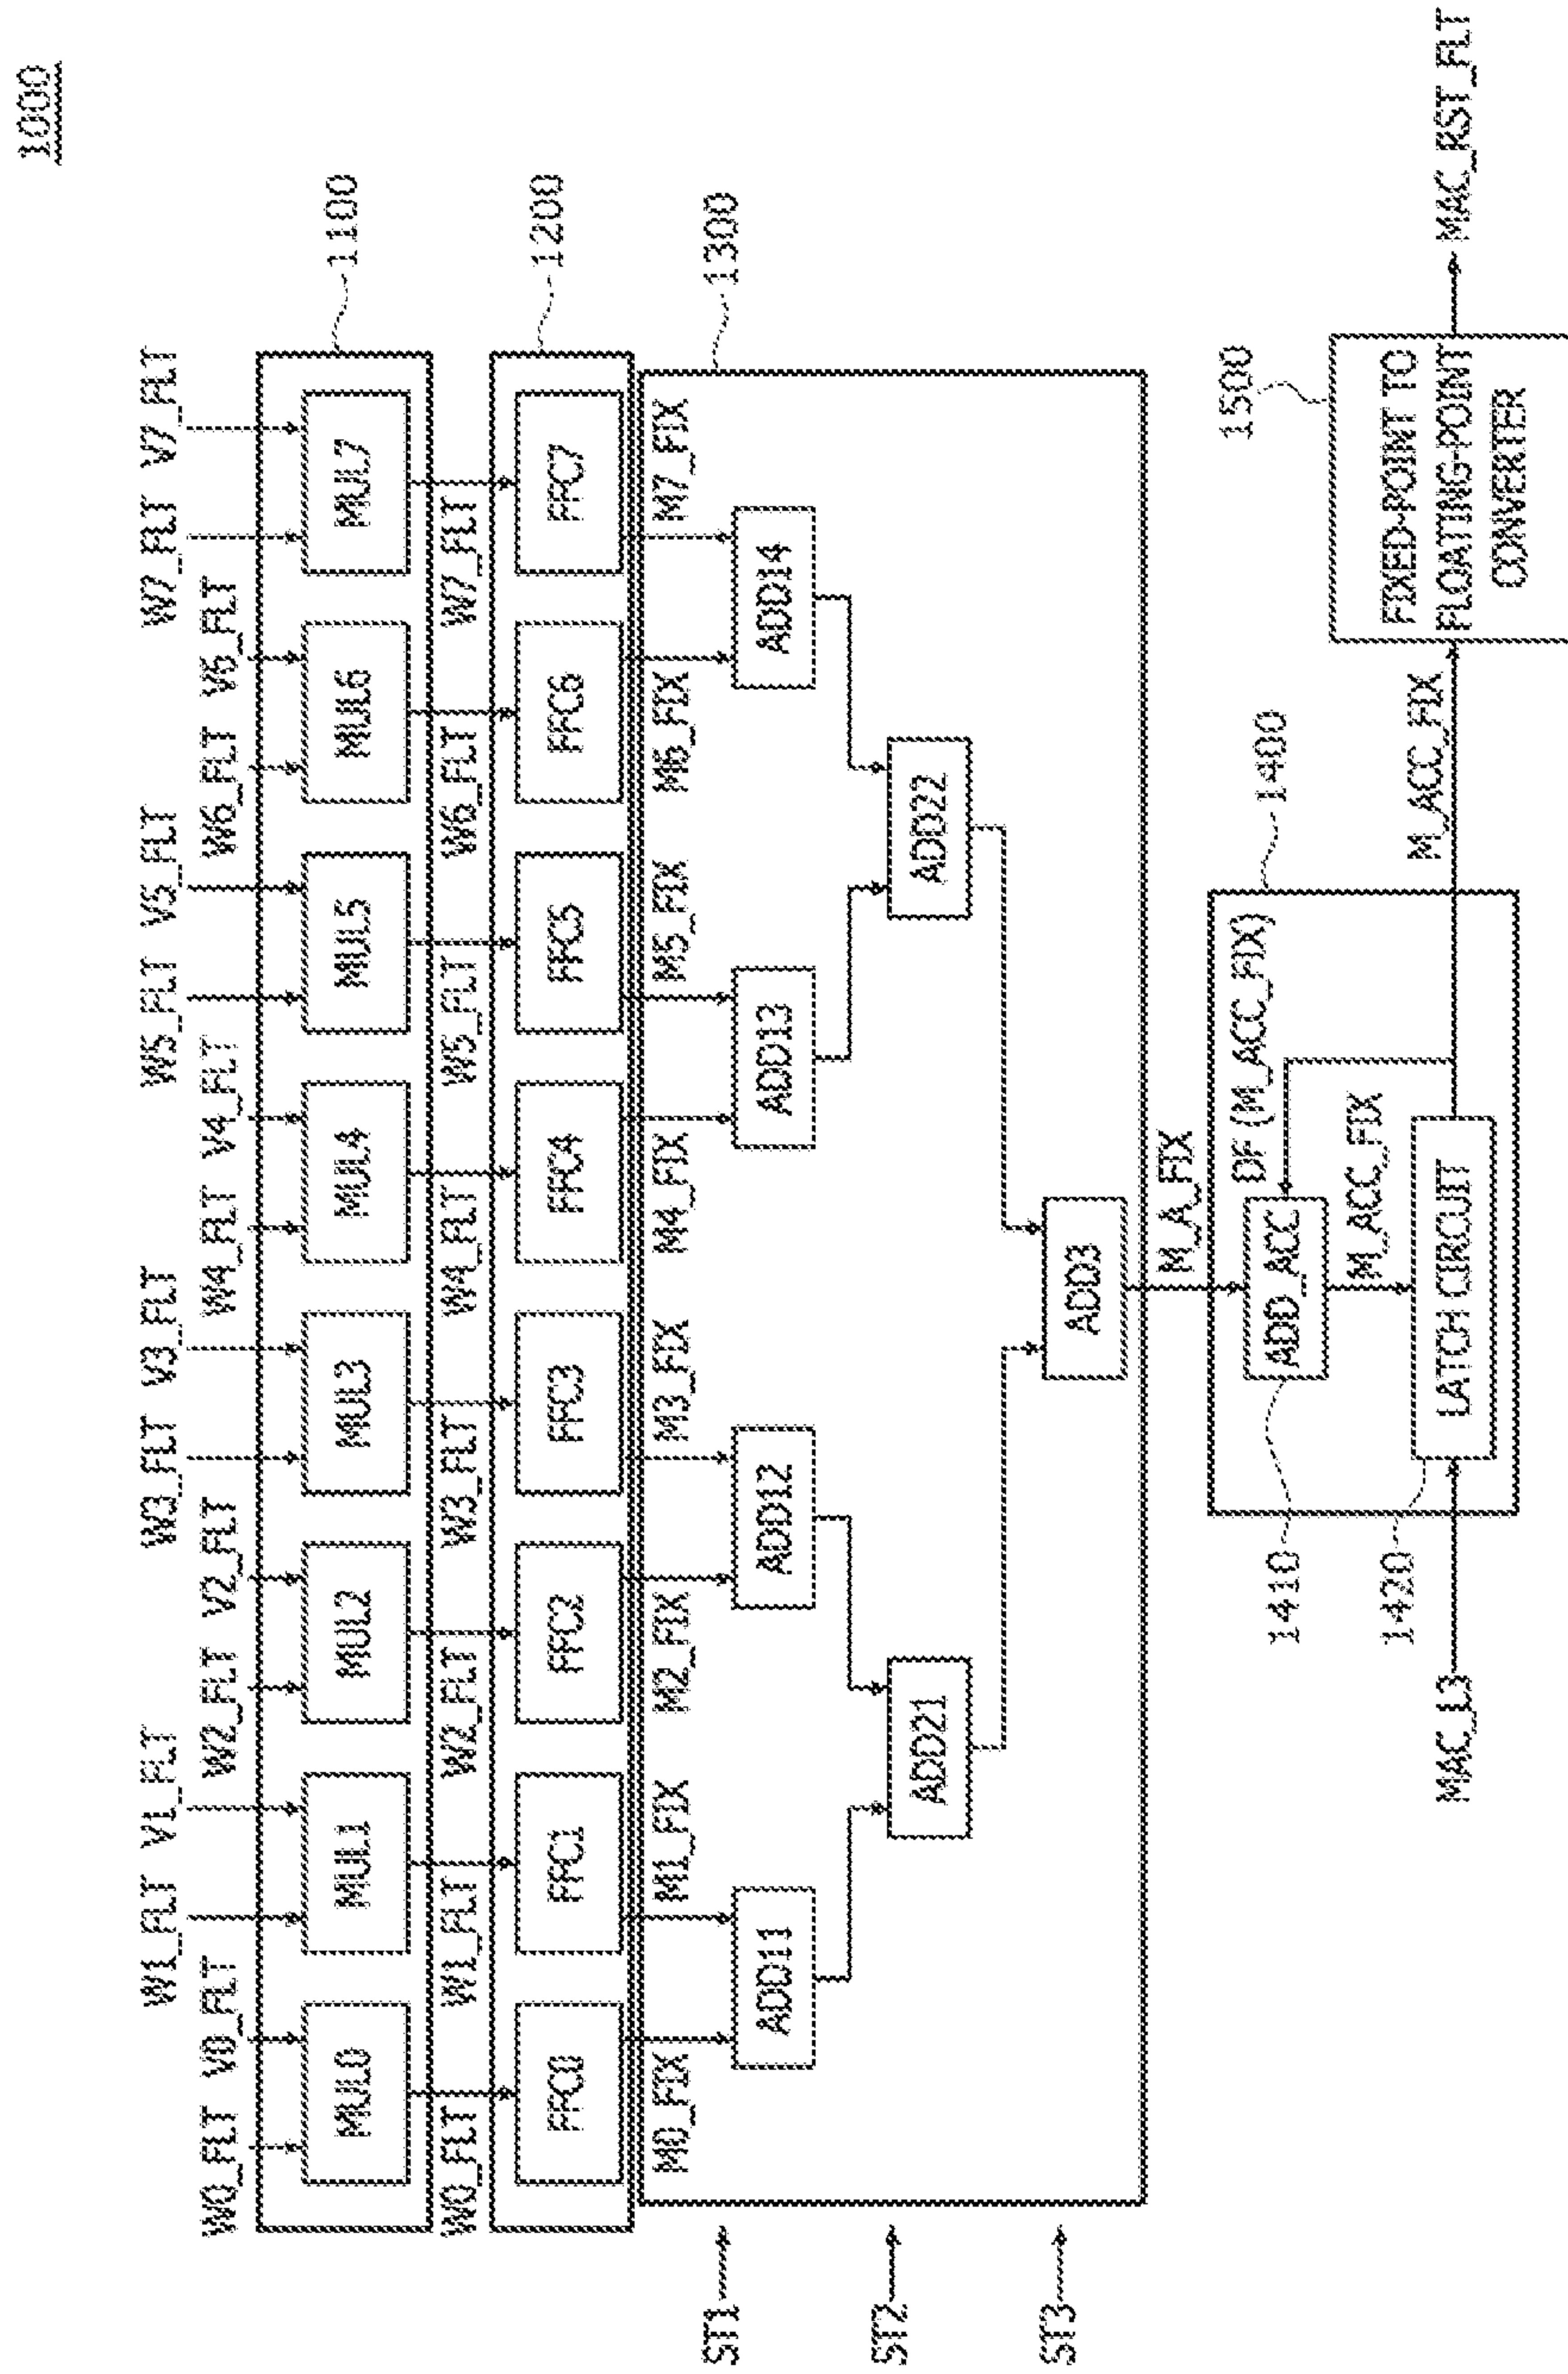 1000
W1_FLT V1_FLT W3_FLT V3_FLT W5_FLT V5_FLT W7_FLT V7_FLT
W0_FLT V0_FLT W2_FLT V2_FLT W4_FLT V4_FLT W6_FLT V6_FLT
MUL0 MUL1 MUL2 MUL3 MUL4 MUL5 MUL6 MUL7
1100
W0_FLT W1_FLT W2_FLT W3_FLT W4_FLT W5_FLT W6_FLT W7_FLT
FFC0 FFC1 FFC2 FFC3 FFC4 FFC5 FFC6 FFC7
1200
M0_FIX M1_FIX M2_FIX M3_FIX M4_FIX M5_FIX M6_FIX M7_FIX
1300
ST1
ADD11 ADD12 ADD13 ADD14
ST2
ADD21 ADD22
ST3
ADD3
M_A_FIX
1400
1410
ADD_ACC
DF (M_ACC_FIX)
M_ACC_FIX
1420
MAC_L3
LATCH CIRCUIT
M_ACC_FIX
1500
FIXED-POINT TO
FLOATING-POINT
CONVERTER
MAC_RST_FLT